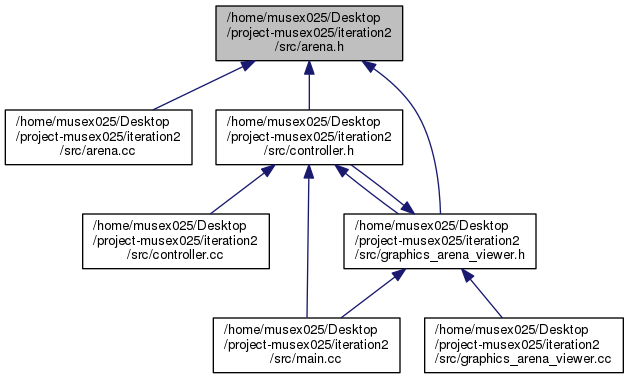 /home/musex025/Desktop
/project-musex025/iteration2
/src/arena.h
/home/musex025/Desktop
/project-musex025/iteration2
/src/arena.cc
/home/musex025/Desktop
/project-musex025/iteration2
/src/controller.h
/home/musex025/Desktop
/project-musex025/iteration2
/src/controller.cc
/home/musex025/Desktop
/project-musex025/iteration2
/src/graphics_arena_viewer.h
/home/musex025/Desktop
/project-musex025/iteration2
/src/main.cc
/home/musex025/Desktop
/project-musex025/iteration2
/src/graphics_arena_viewer.cc